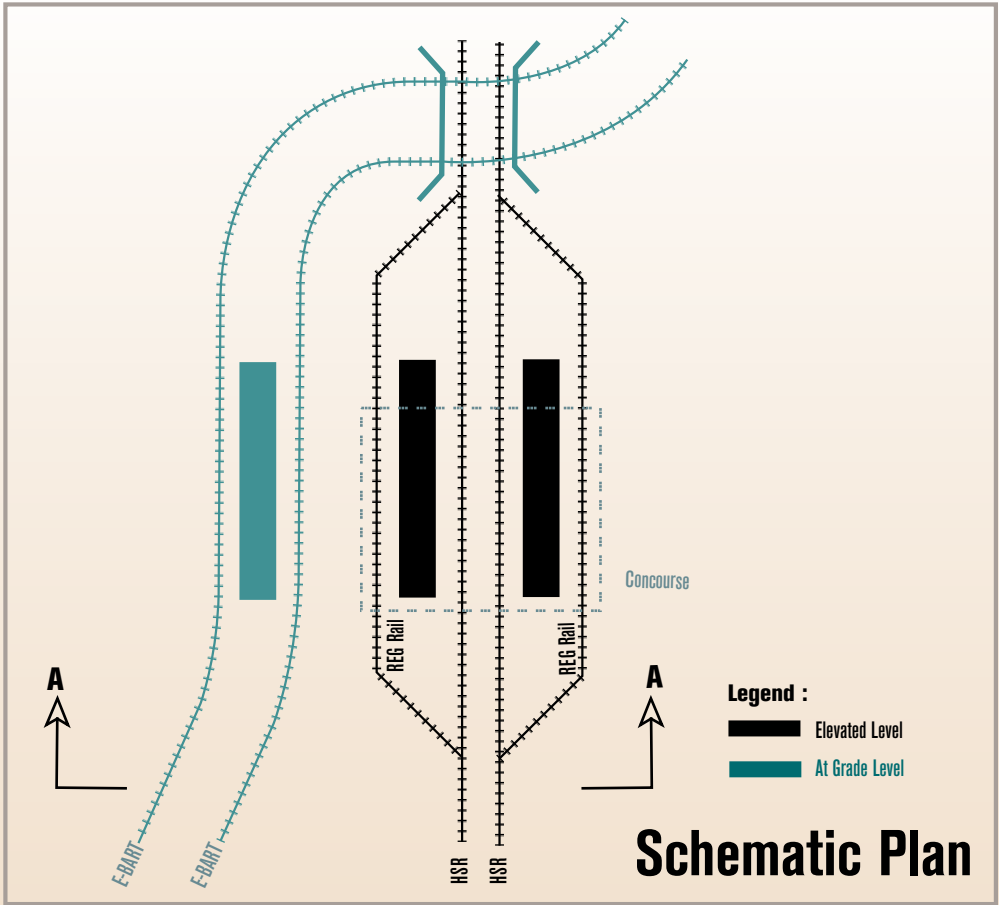 Concourse
REG Rail
REG Rail
A
A
Legend :
Elevated Level
At Grade Level
E-BART
E-BART
HSR
HSR
Schematic Plan